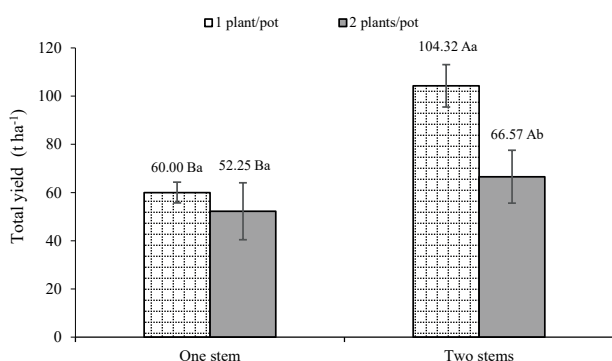 1 plant/pot 2 plants/pot
120
100
80
60
40
20
0
Total yield (t ha-1)
60.00 Ba
52.25 Ba
104.32 Aa
66.57 Ab
One stem
Two stems